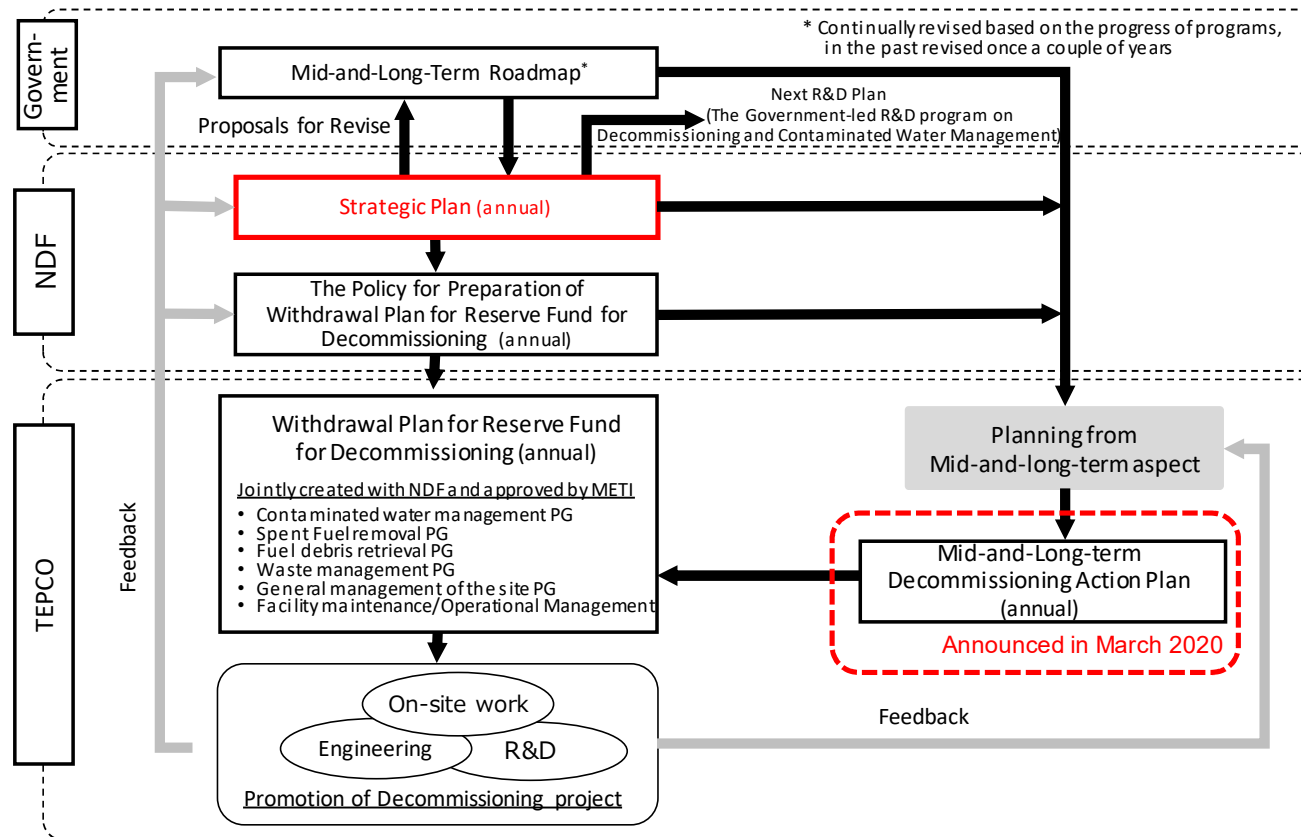 Govern-
ment
* Continually revised based on the progress of programs,
in the past revised once a couple of years
Mid-and-Long-Term Roadmap*
Proposals for Revise
Next R&D Plan
(The Government-led R&D program on
Decommissioning and Contaminated Water Management)
NDF
Strategic Plan (annual)
The Policy for Preparation of
Withdrawal Plan for Reserve Fund for
Decommissioning (annual)
TEPCO
Feedback
Withdrawal Plan for Reserve Fund
for Decommissioning (annual)
Jointly created with NDF and approved by METI
• Contaminated water management PG
• Spent Fuel removal PG
• Fuel debris retrieval PG
• Waste management PG
• General management of the site PG
• Facility maintenance/Operational Management
Planning from
Mid-and-long-term aspect
Mid-and-Long-term
Decommissioning Action Plan
(annual)
Announced in March 2020
On-site work
Engineering
R&D
Promotion of Decommissioning project
Feedback